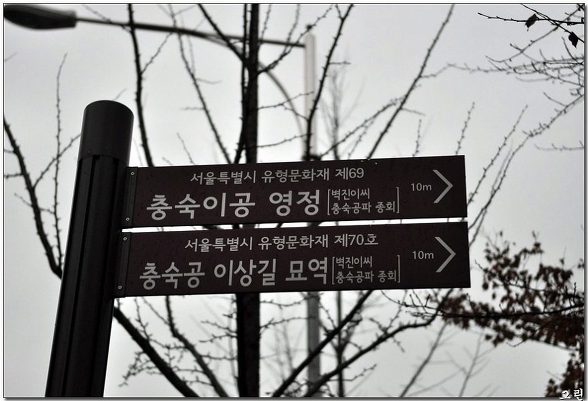 서울특별시 유형문화재 제69
충숙이공 영정 [벽진이씨 충숙공파 종회] 10m
서울특별시 유형문화재 제70호
충숙공 이상길 묘역 [벽진이씨 충숙공파 종회] 10m